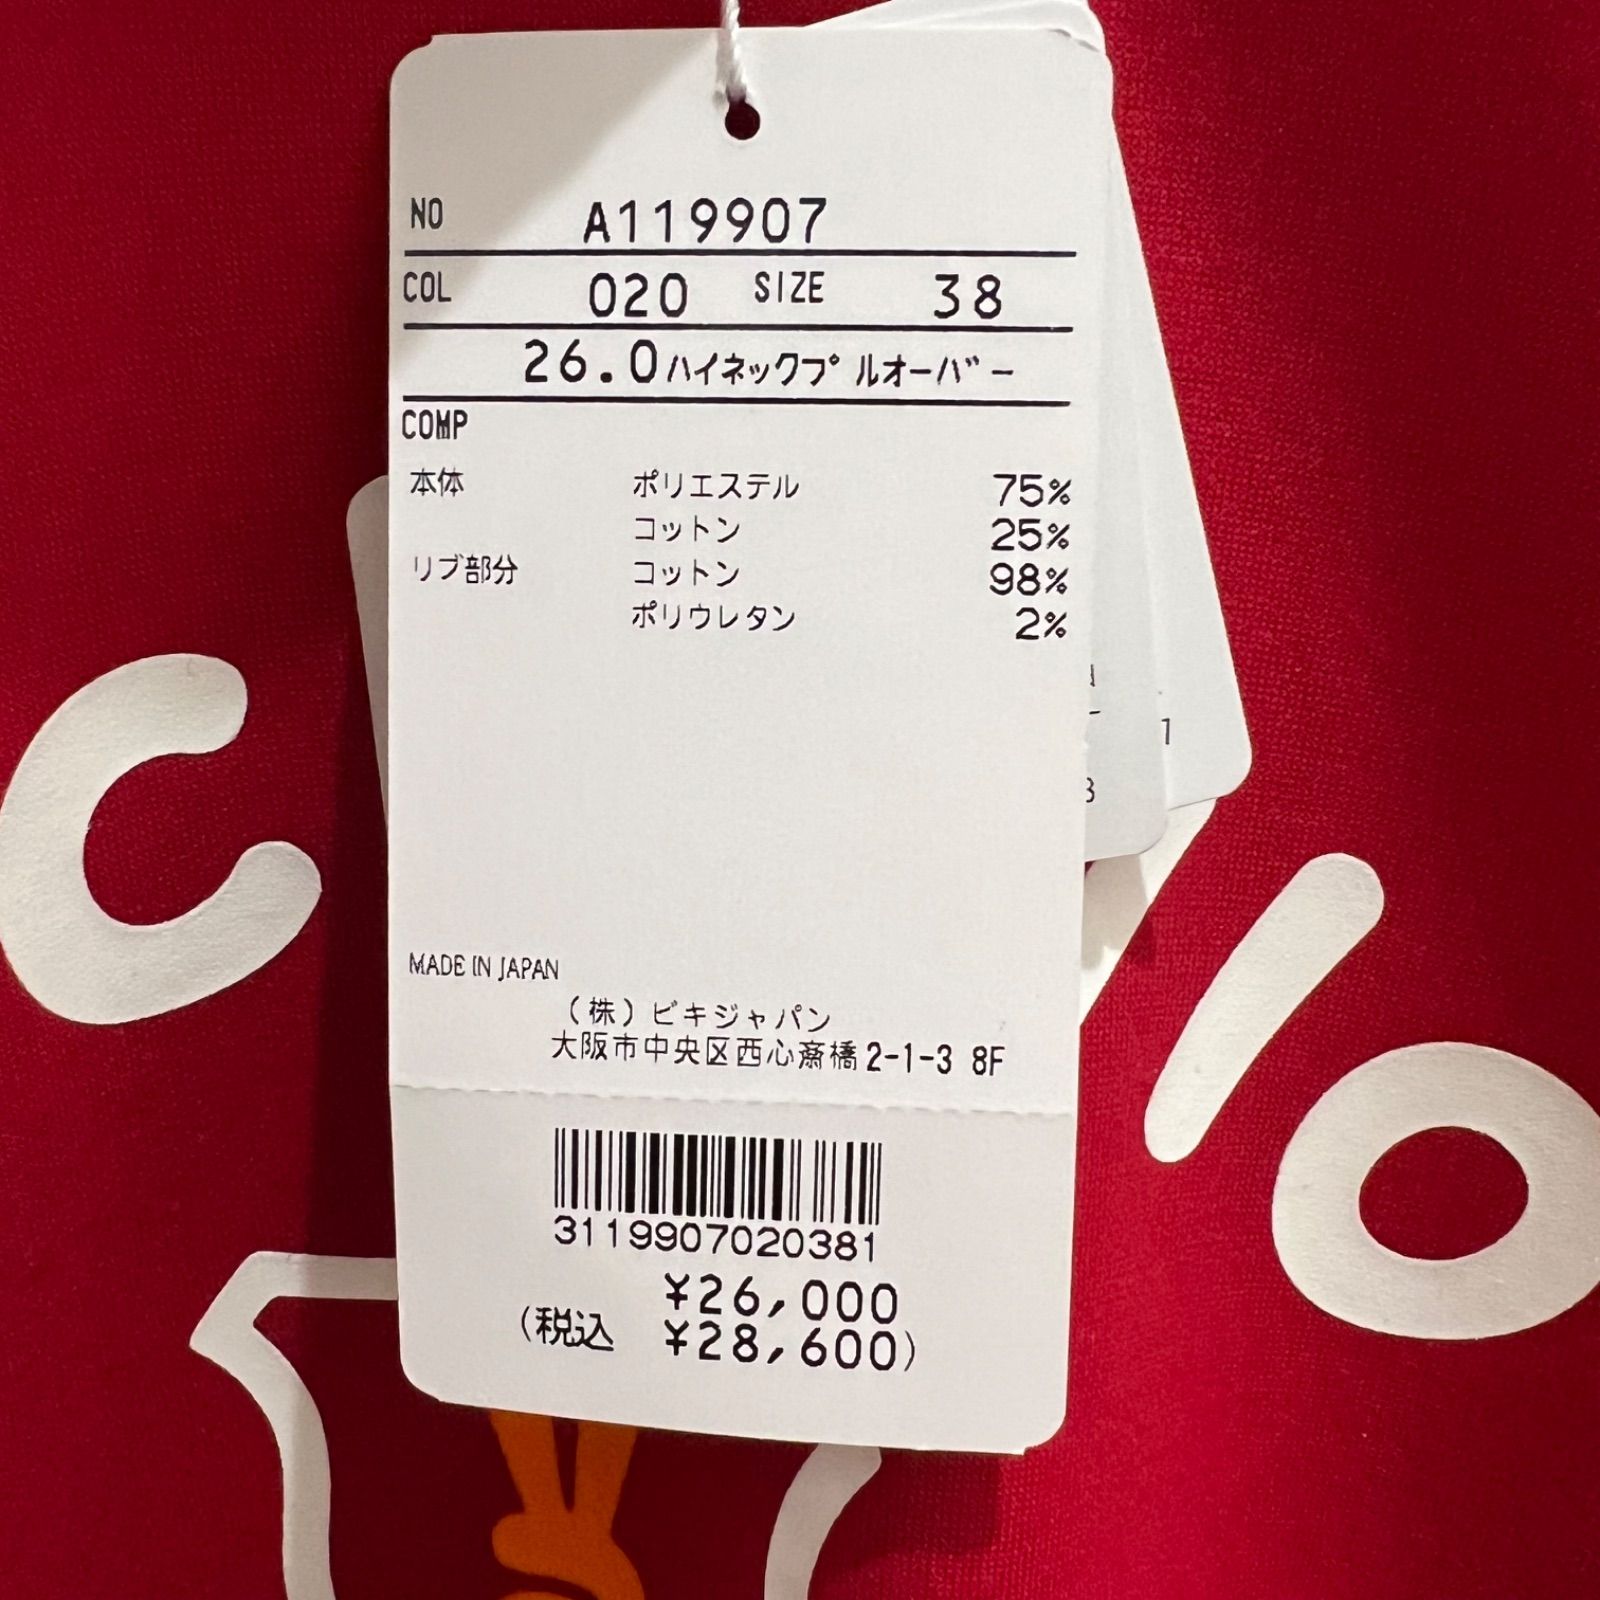 NO A119907
COL 020 SIZE 38
26.0ハイネックプルオーバー
COMP
本体 ポリエステル 75%
コットン 25%
リブ部分 コットン 98%
ポリウレタン 2%
MADE IN JAPAN
(株)ビキジャパン
大阪市中央区西心斎橋2-1-3 8F
3119907020381
¥26,000
(税込 ¥28,600)